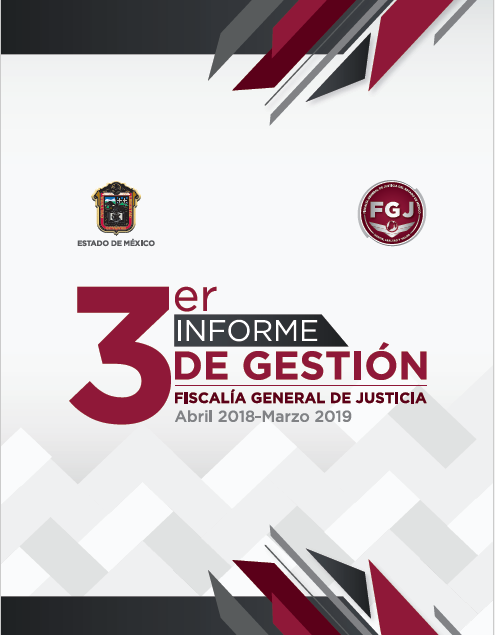 ESTADO DE MÉXICO
FGJ
3er
INFORME
DE GESTIÓN
FISCALÍA GENERAL DE JUSTICIA
Abril 2018-Marzo 2019